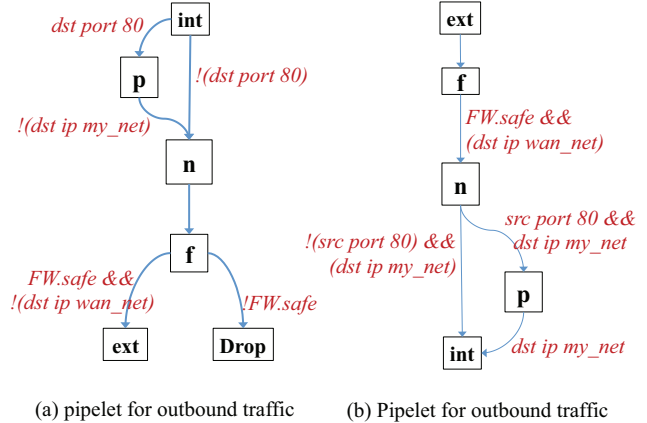 int
dst port 80
p
!(dst port 80)
!(dst ip my_net)
n
f
FW.safe &&
!(dst ip wan_net)
!FW.safe
ext
Drop
(a) pipelet for outbound traffic
ext
f
FW.safe &&
(dst ip wan_net)
n
!(src port 80) &&
(dst ip my_net)
src port 80 &&
dst ip my_net
p
int
dst ip my_net
(b) Pipelet for outbound traffic